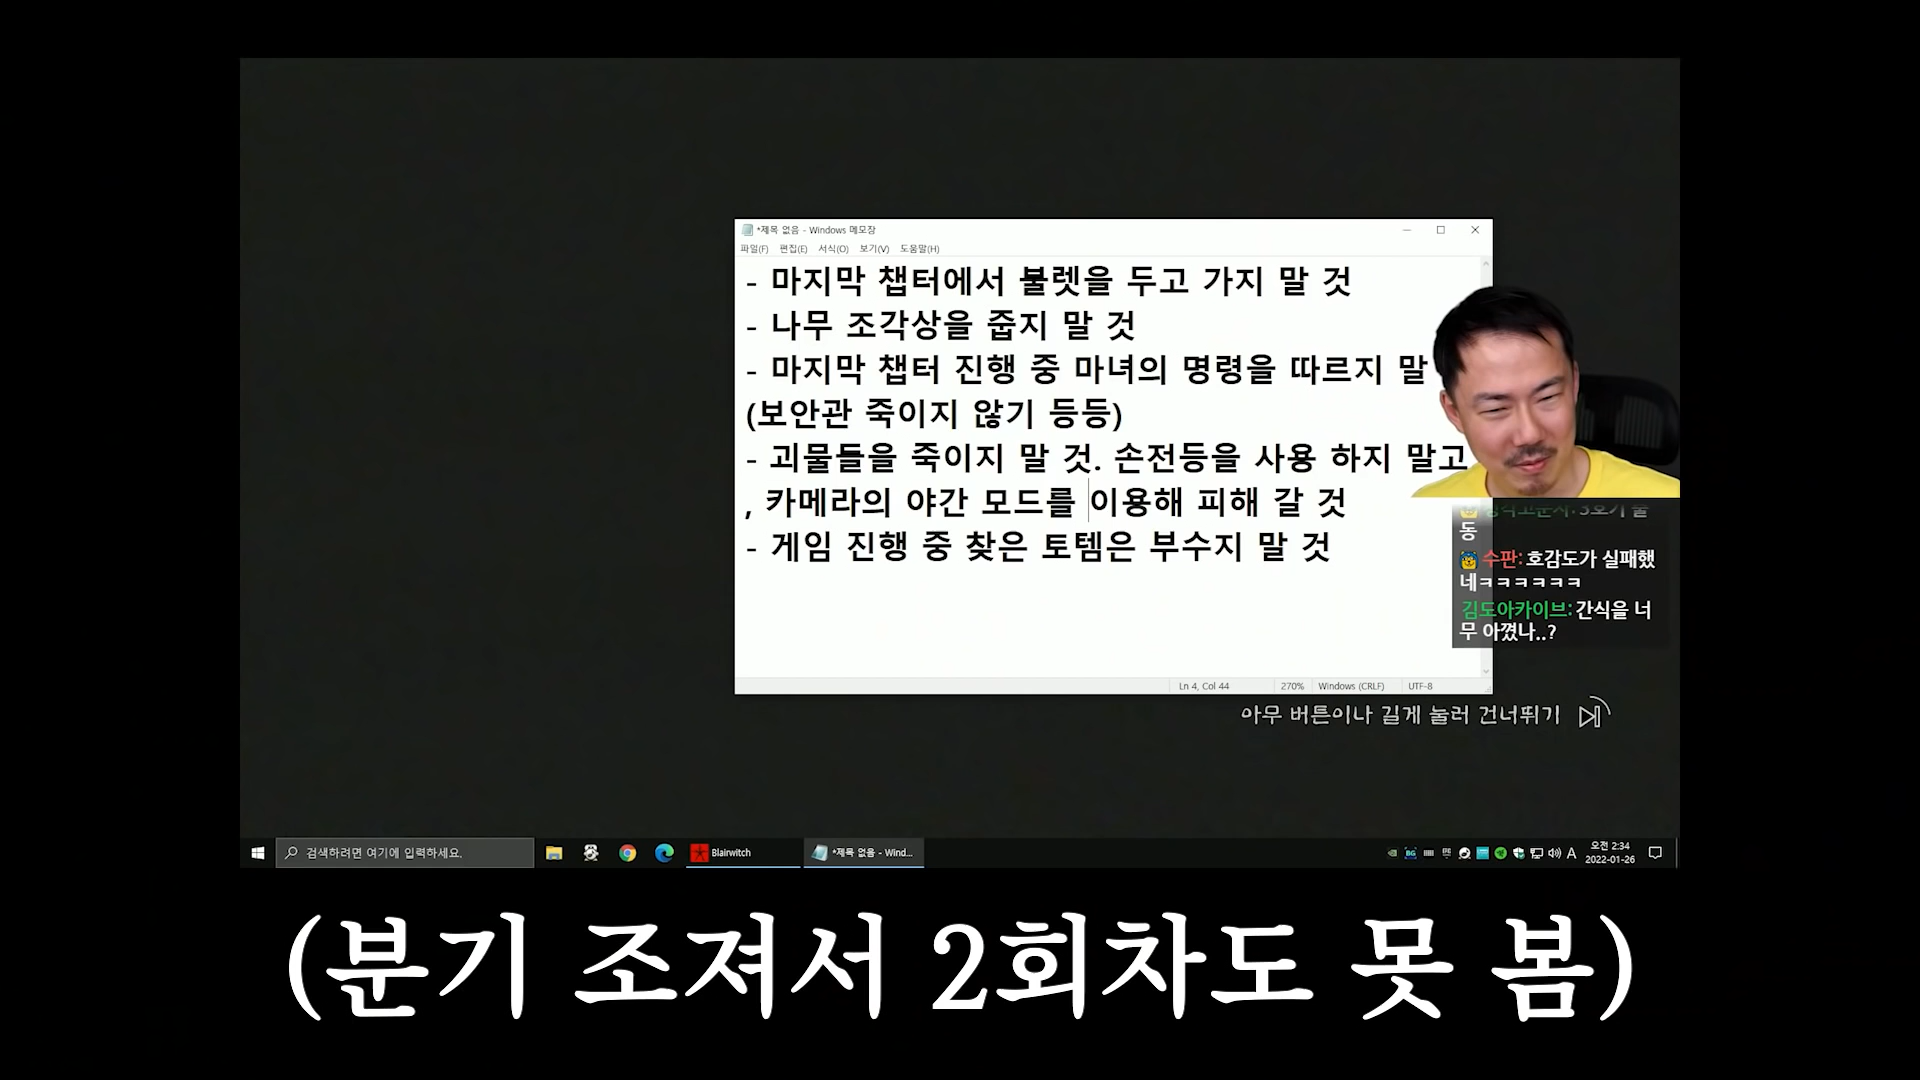 *제목 없음 - Windows 메모장
파일(F) 편집(E) 서식(O) 보기(V) 도움말(H)
- 마지막 챕터에서 불렛을 두고 가지 말 것
- 나무 조각상을 줍지 말 것
- 마지막 챕터 진행 중 마녀의 명령을 따르지 말
(보안관 죽이지 않기 등등)
- 괴물들을 죽이지 말 것. 손전등을 사용 하지 말고
, 카메라의 야간 모드를 이용해 피해 갈 것
- 게임 진행 중 찾은 토템은 부수지 말 것
동
수판: 호감도가 실패했
네ㅋㅋㅋㅋㅋㅋ
김도아카이브: 간식을 너
무 아꼈나..?
Ln 4, Col 44 270% Windows (CRLF) UTF-8
아무 버튼이나 길게 눌러 건너뛰기
검색하려면 여기에 입력하세요. Blairwitch *제목 없음 - Wind... A 오전 2:34
2022-01-26
(분기 조져서 2회차도 못 봄)